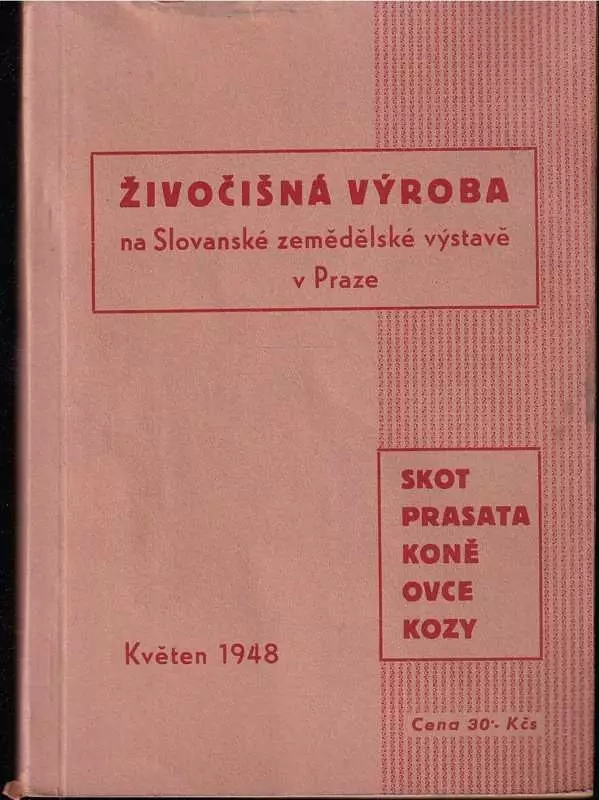 ŽIVOČIŠNÁ VÝROBA
na Slovanské zemědělské výstavě
v Praze
SKOT
PRASATA
KONĚ
OVCE
KOZY
Květen 1948
Cena 30·- Kčs